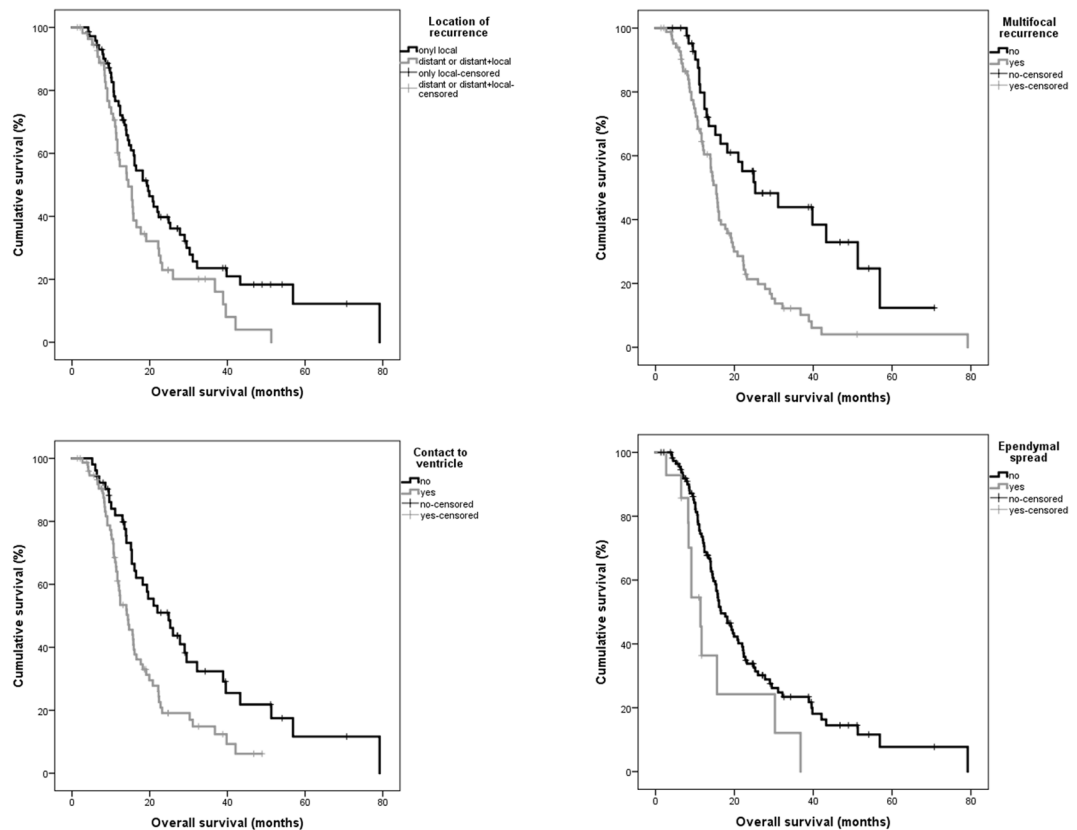 Location of
recurrence
onyl local
distant or distant+local
only local-censored
distant or distant+local-
censored
Cumulative survival (%)
100
80
60
40
20
0
0 20 40 60 80
Overall survival (months)
Multifocal
recurrence
no
yes
no-censored
yes-censored
Cumulative survival (%)
100
80
60
40
20
0
0 20 40 60 80
Overall survival (months)
Contact to
ventricle
no
yes
no-censored
yes-censored
Cumulative survival (%)
100
80
60
40
20
0
0 20 40 60 80
Overall survival (months)
Ependymal
spread
no
yes
no-censored
yes-censored
Cumulative survival (%)
100
80
60
40
20
0
0 20 40 60 80
Overall survival (months)